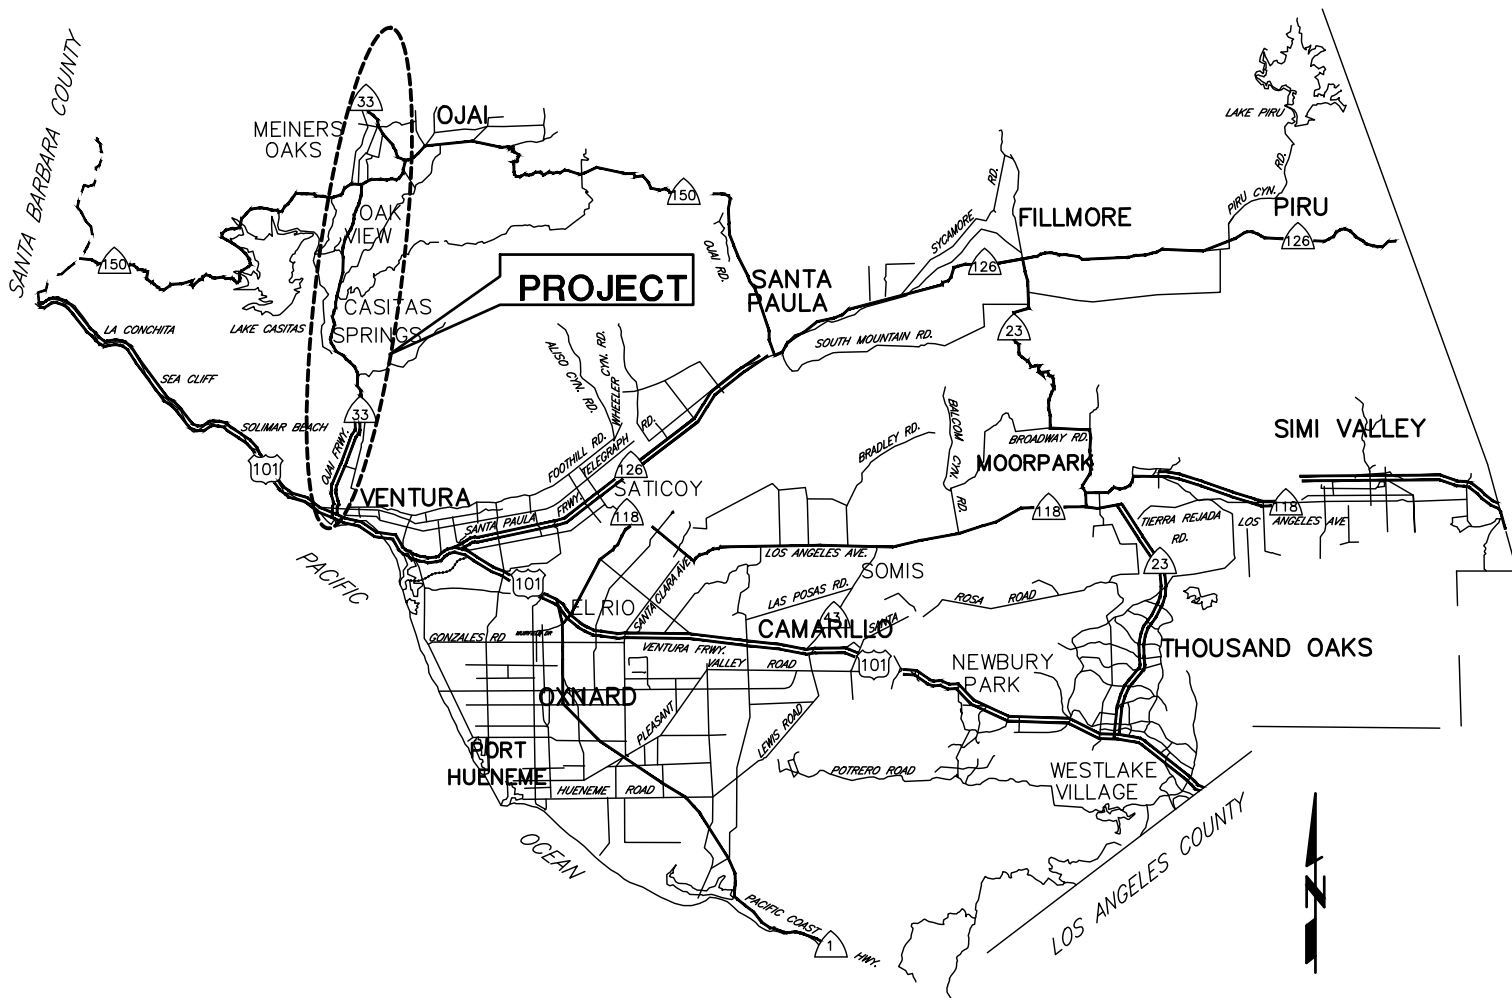 SANTA BARBARA COUNTY
33
MEINERS
OAKS
OJAI
LAKE PIRU
RD.
PIRU CYN.
PIRU
126
150
OJAI RD.
RD.
SYCAMORE
FILLMORE
126
OAK
VIEW
150
PROJECT
SANTA
PAULA
CASITAS
SPRINGS
LAKE CASITAS
LA CONCHITA
SEA CLIFF
SOLIMAR BEACH
SOUTH MOUNTAIN RD.
23
ALISO CYN. RD.
WHEELER CYN. RD.
33
OJAI FRWY.
101
VENTURA
FOOTHILL RD.
TELEGRAPH
RD.
126
SATICOY
118
SANTA PAULA
FRWY.
BRADLEY RD.
BALCOM
CYN.
RD.
BROADWAY RD.
MOORPARK
118
SIMI VALLEY
118
TIERRA REJADA
RD.
LOS ANGELES AVE
23
PACIFIC
101
LOS ANGELES AVE.
SOMIS
EL RIO
SANTA CLARA AVE.
LAS POSAS RD.
SANTA
ROSA ROAD
CAMARILLO
GONZALES RD
VENTURA FRWY.
VALLEY ROAD
101
THOUSAND OAKS
NEWBURY
PARK
OXNARD
PLEASANT
LEWIS ROAD
PORT
HUENEME
HUENEME ROAD
POTRERO ROAD
WESTLAKE
VILLAGE
OCEAN
LOS ANGELES COUNTY
N
PACIFIC COAST
HWY.
1